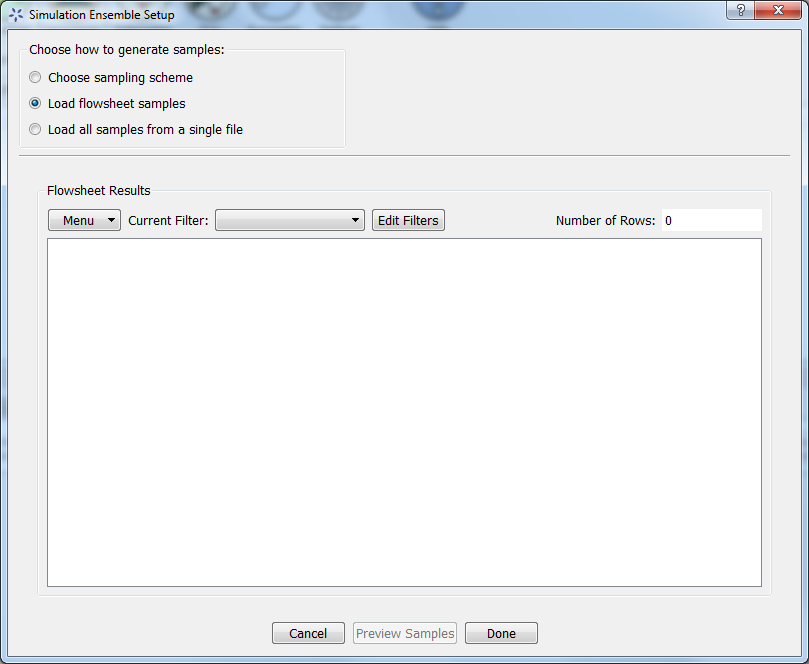 Simulation Ensemble Setup
?
Choose how to generate samples:
Choose sampling scheme
Load flowsheet samples
Load all samples from a single file
Flowsheet Results
Menu Current Filter: Edit Filters Number of Rows: 0
Cancel Preview Samples Done